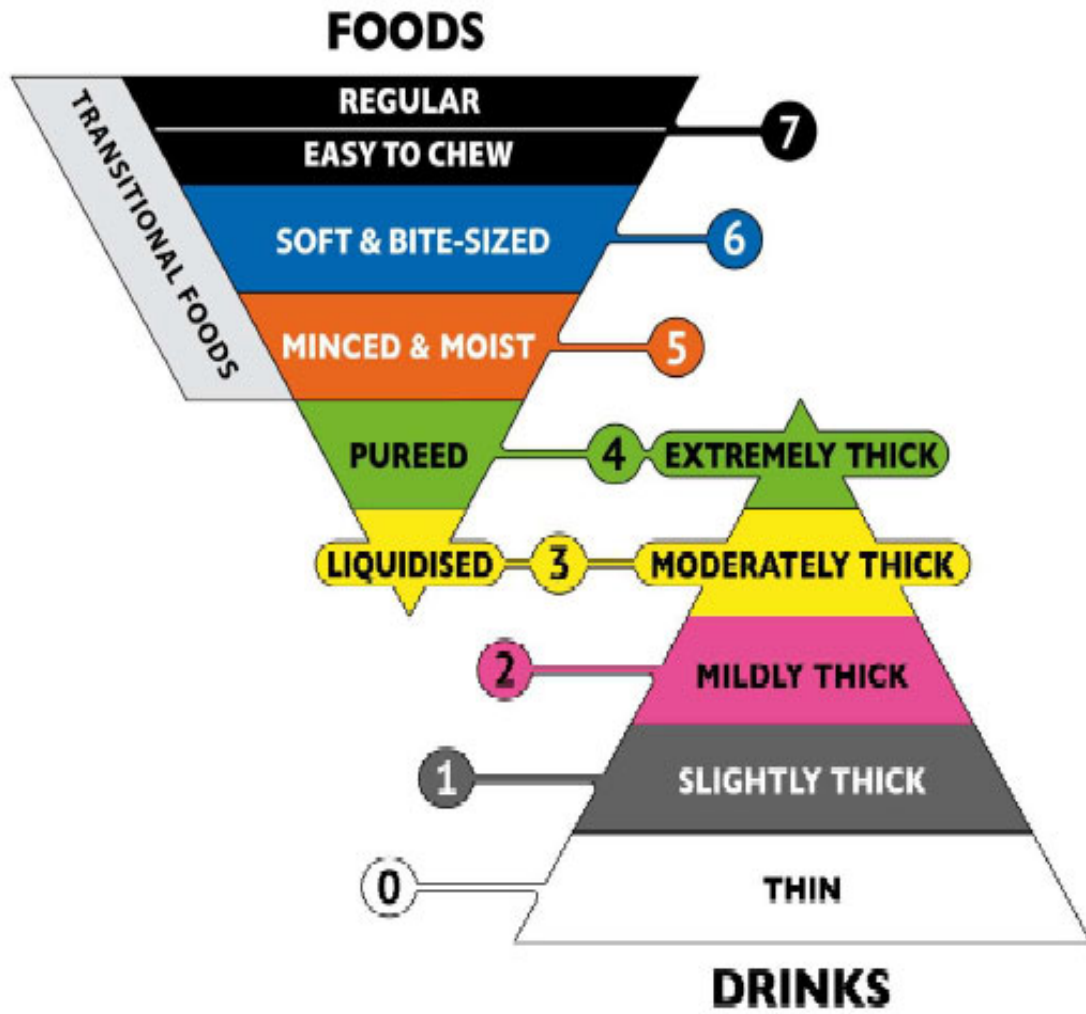 FOODS
TRANSITIONAL FOODS
REGULAR
EASY TO CHEW
7
SOFT & BITE-SIZED
6
MINCED & MOIST
5
PUREED
4
EXTREMELY THICK
LIQUIDISED
3
MODERATELY THICK
2
MILDLY THICK
1
SLIGHTLY THICK
0
THIN
DRINKS